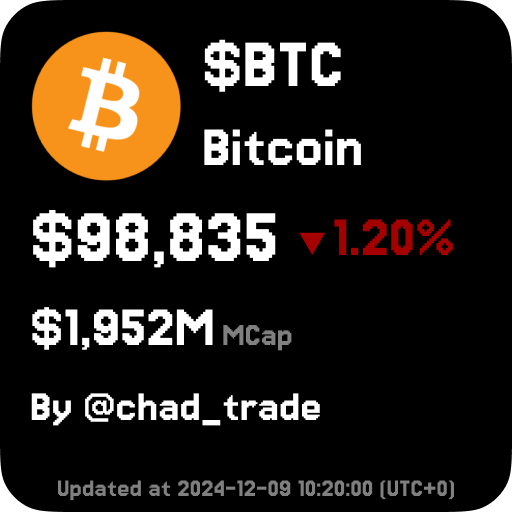 $BTC
Bitcoin
$98,835 ▼1.20%
$1,952M MCap
By @chad_trade
Updated at 2024-12-09 10:20:00 (UTC+0)